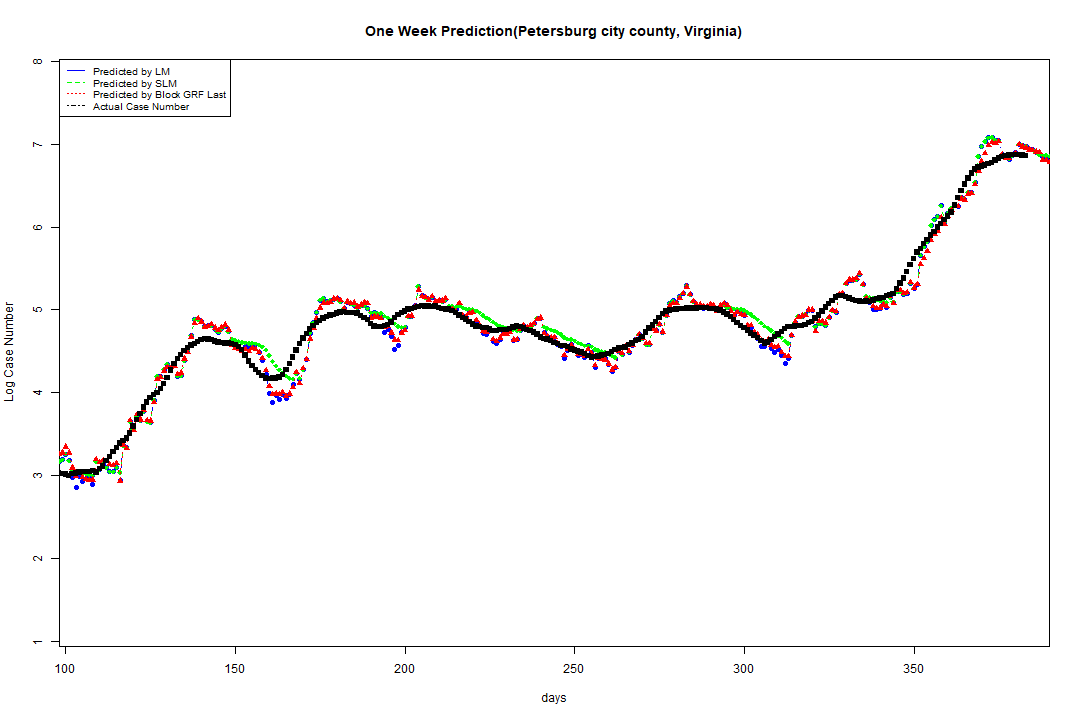 One Week Prediction(Petersburg city county, Virginia)
Predicted by LM
Predicted by SLM
Predicted by Block GRF Last
Actual Case Number
8
7
6
5
4
3
2
1
Log Case Number
100 150 200 250 300 350
days